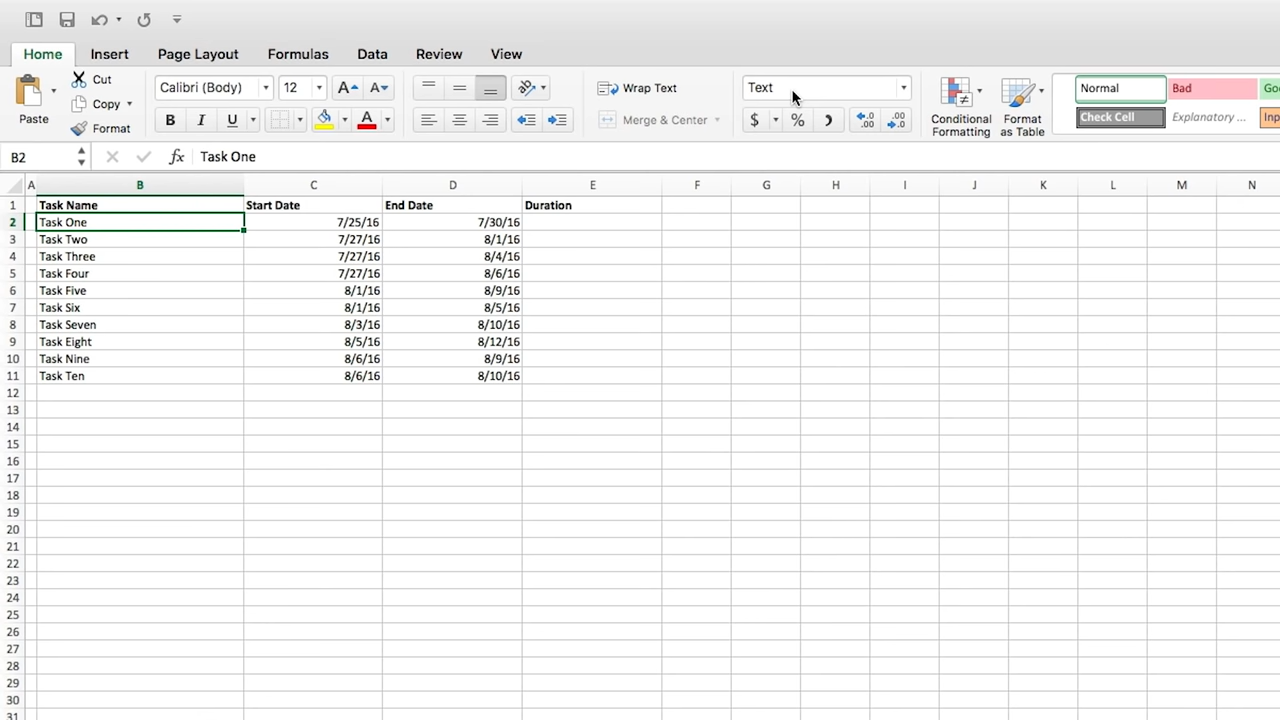 Home Insert Page Layout Formulas Data Review View
Paste
Cut
Copy
Format
Calibri (Body) 12 A A
B I U A
Wrap Text
Merge & Center
Text
$ %
Conditional Formatting
Format as Table
Normal Bad
Check Cell Explanatory ...
B2 fx Task One
A B C D E F G H I J K L M N
1 Task Name Start Date End Date Duration
2 Task One 7/25/16 7/30/16
3 Task Two 7/27/16 8/1/16
4 Task Three 7/27/16 8/4/16
5 Task Four 7/27/16 8/6/16
6 Task Five 8/1/16 8/9/16
7 Task Six 8/1/16 8/5/16
8 Task Seven 8/3/16 8/10/16
9 Task Eight 8/5/16 8/12/16
10 Task Nine 8/6/16 8/9/16
11 Task Ten 8/6/16 8/10/16
12
13
14
15
16
17
18
19
20
21
22
23
24
25
26
27
28
29
30
31